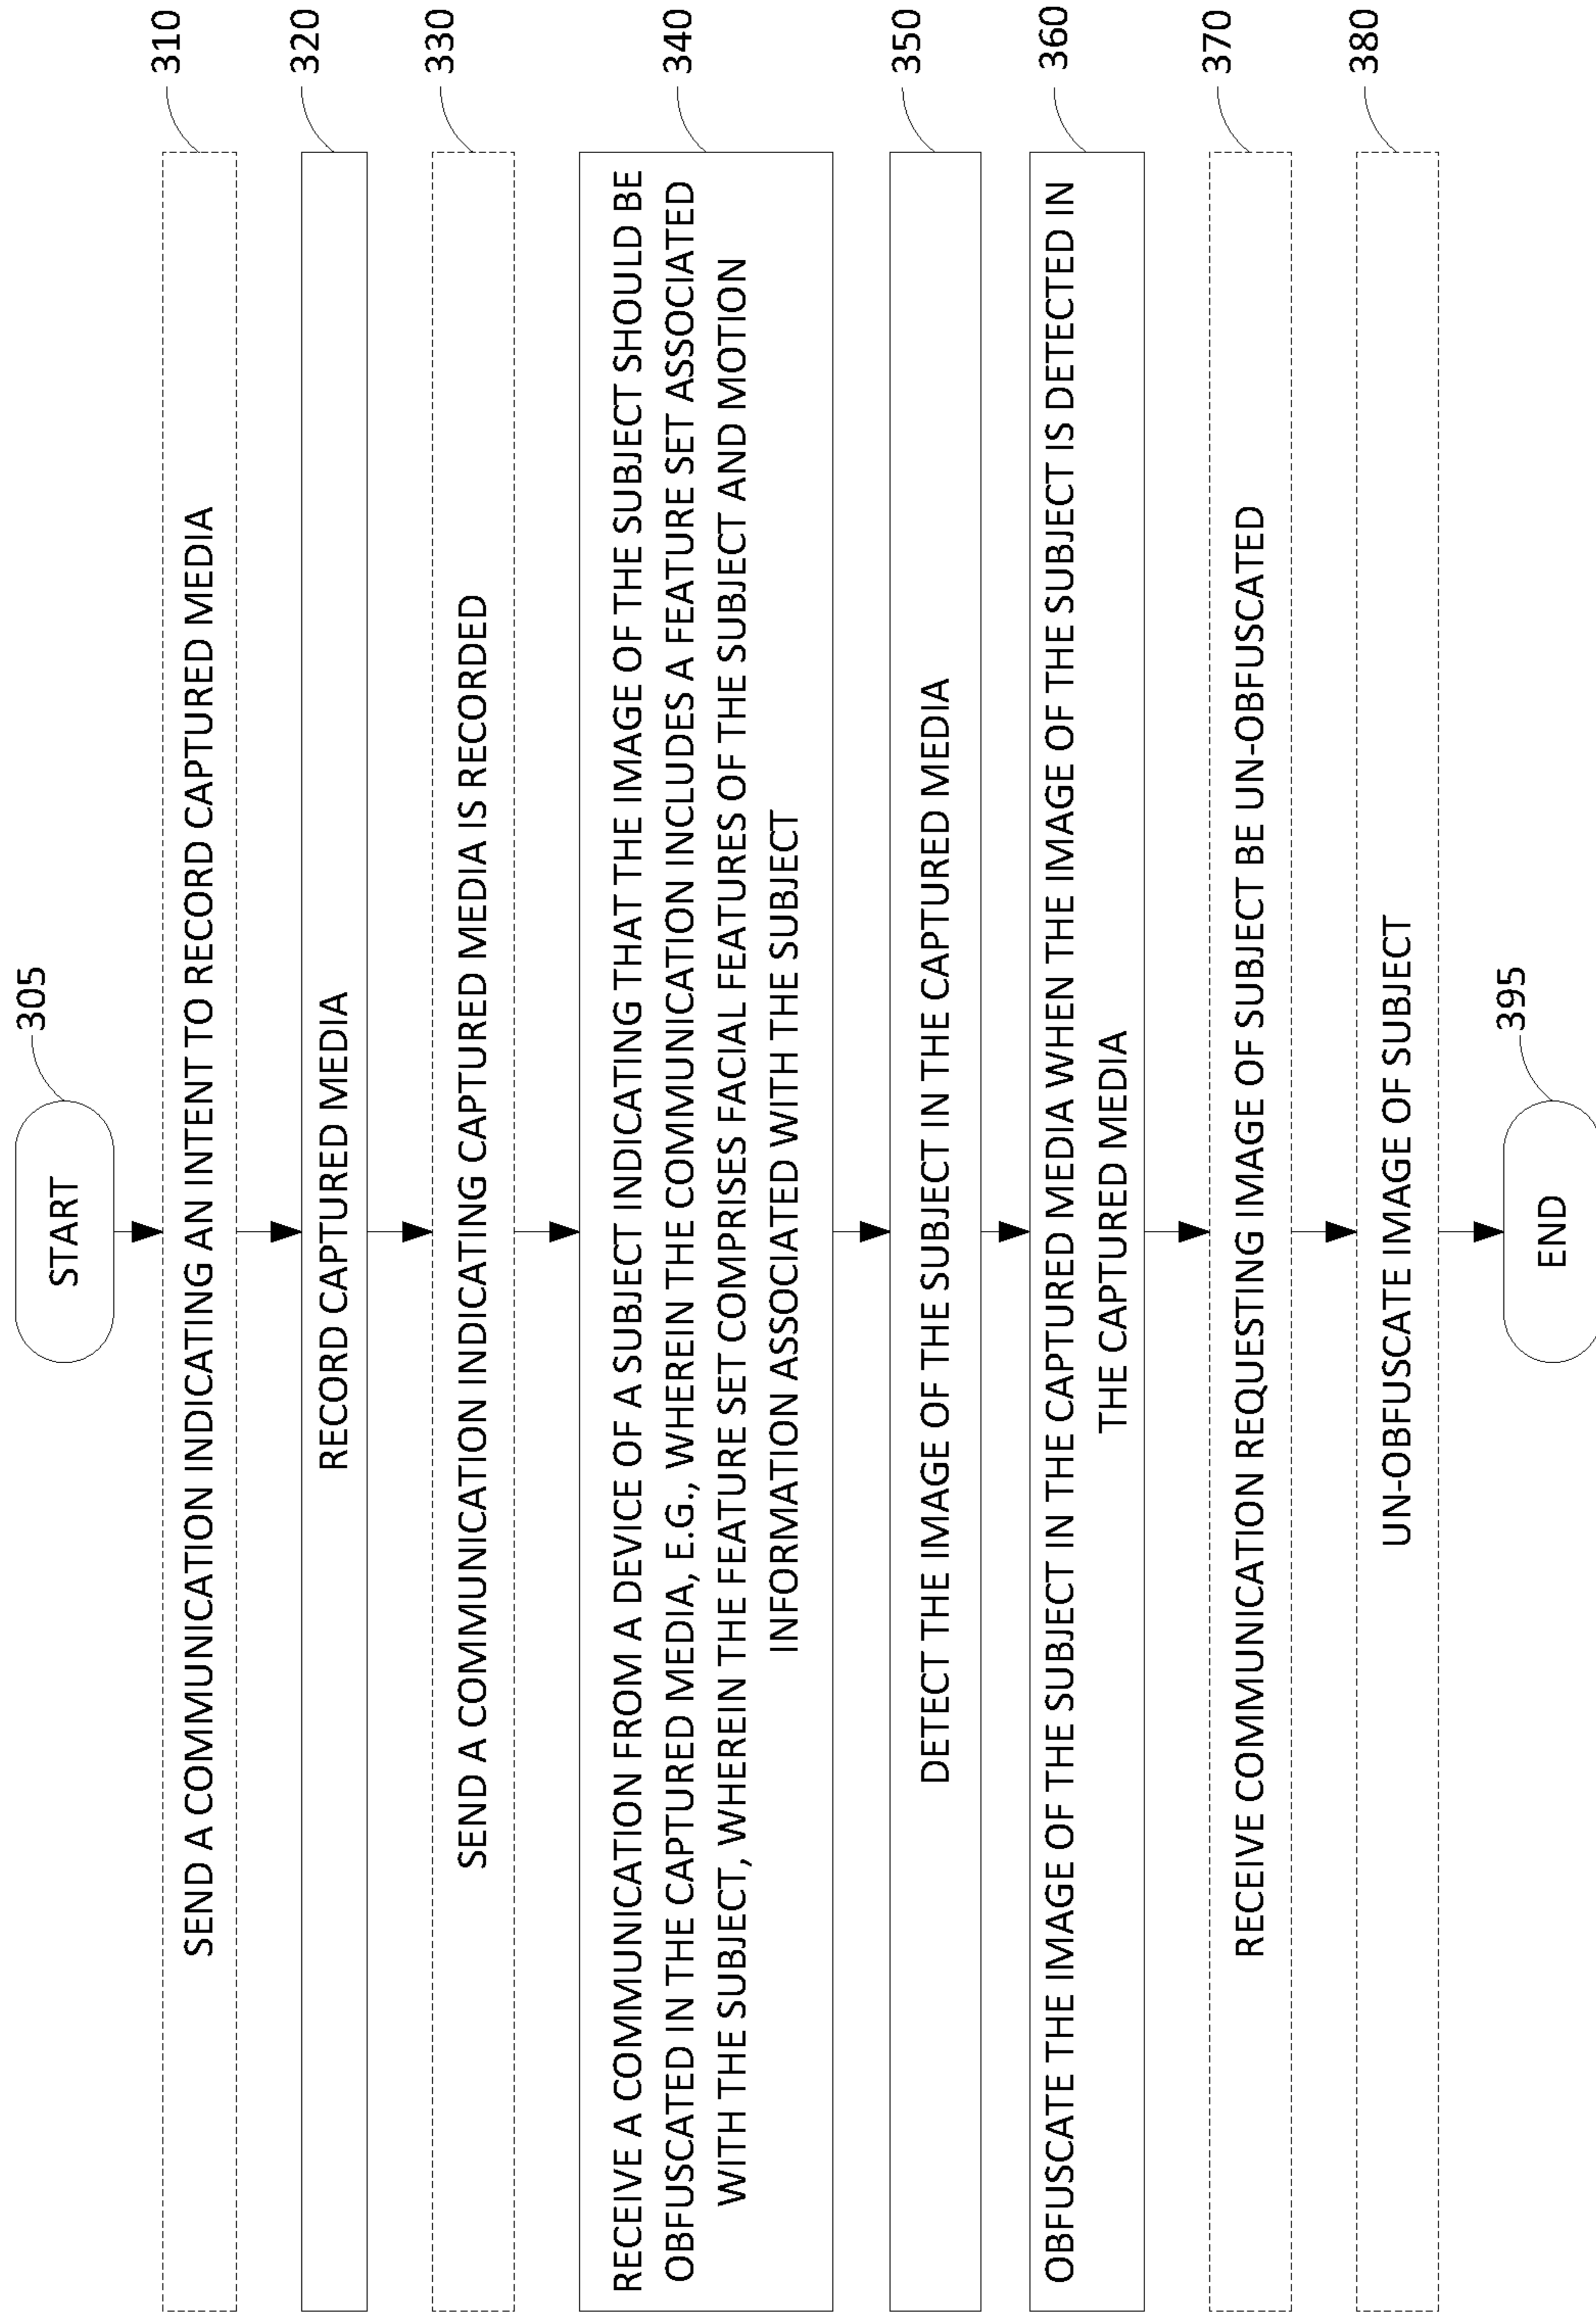 305
START
310
SEND A COMMUNICATION INDICATING AN INTENT TO RECORD CAPTURED MEDIA
320
RECORD CAPTURED MEDIA
330
SEND A COMMUNICATION INDICATING CAPTURED MEDIA IS RECORDED
340
RECEIVE A COMMUNICATION FROM A DEVICE OF A SUBJECT INDICATING THAT THE IMAGE OF THE SUBJECT SHOULD BE
OBFUSCATED IN THE CAPTURED MEDIA, E.G., WHEREIN THE COMMUNICATION INCLUDES A FEATURE SET ASSOCIATED
WITH THE SUBJECT, WHEREIN THE FEATURE SET COMPRISES FACIAL FEATURES OF THE SUBJECT AND MOTION
INFORMATION ASSOCIATED WITH THE SUBJECT
350
DETECT THE IMAGE OF THE SUBJECT IN THE CAPTURED MEDIA
360
OBFUSCATE THE IMAGE OF THE SUBJECT IN THE CAPTURED MEDIA WHEN THE IMAGE OF THE SUBJECT IS DETECTED IN
THE CAPTURED MEDIA
370
RECEIVE COMMUNICATION REQUESTING IMAGE OF SUBJECT BE UN-OBFUSCATED
380
UN-OBFUSCATE IMAGE OF SUBJECT
395
END